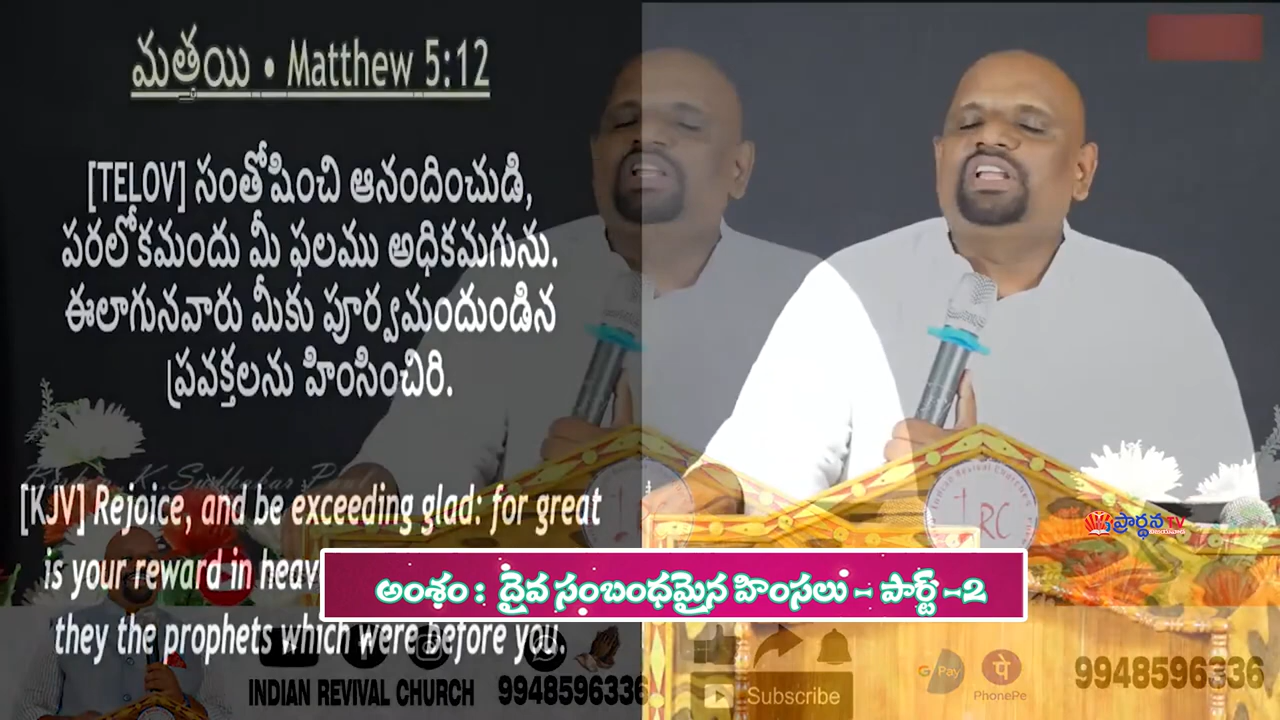 మత్తయి • Matthew 5:12
[TELOV] సంతోషించి ఆనందించుడి,
పరలోకమందు మీ ఫలము అధికమగును.
ఈలాగునవారు మీకు పూర్వమందుండిన
ప్రవక్తలను హింసించిరి.
[KJV] Rejoice, and be exceeding glad: for great
is your reward in heav
they the prophets which were before you.
అంశం : దైవ సంబంధమైన హింసలు - పార్ట్ -2
ప్రార్థన TV
RC
INDIAN REVIVAL CHURCH
9948596336
Subscribe
G Pay
PhonePe
9948596336